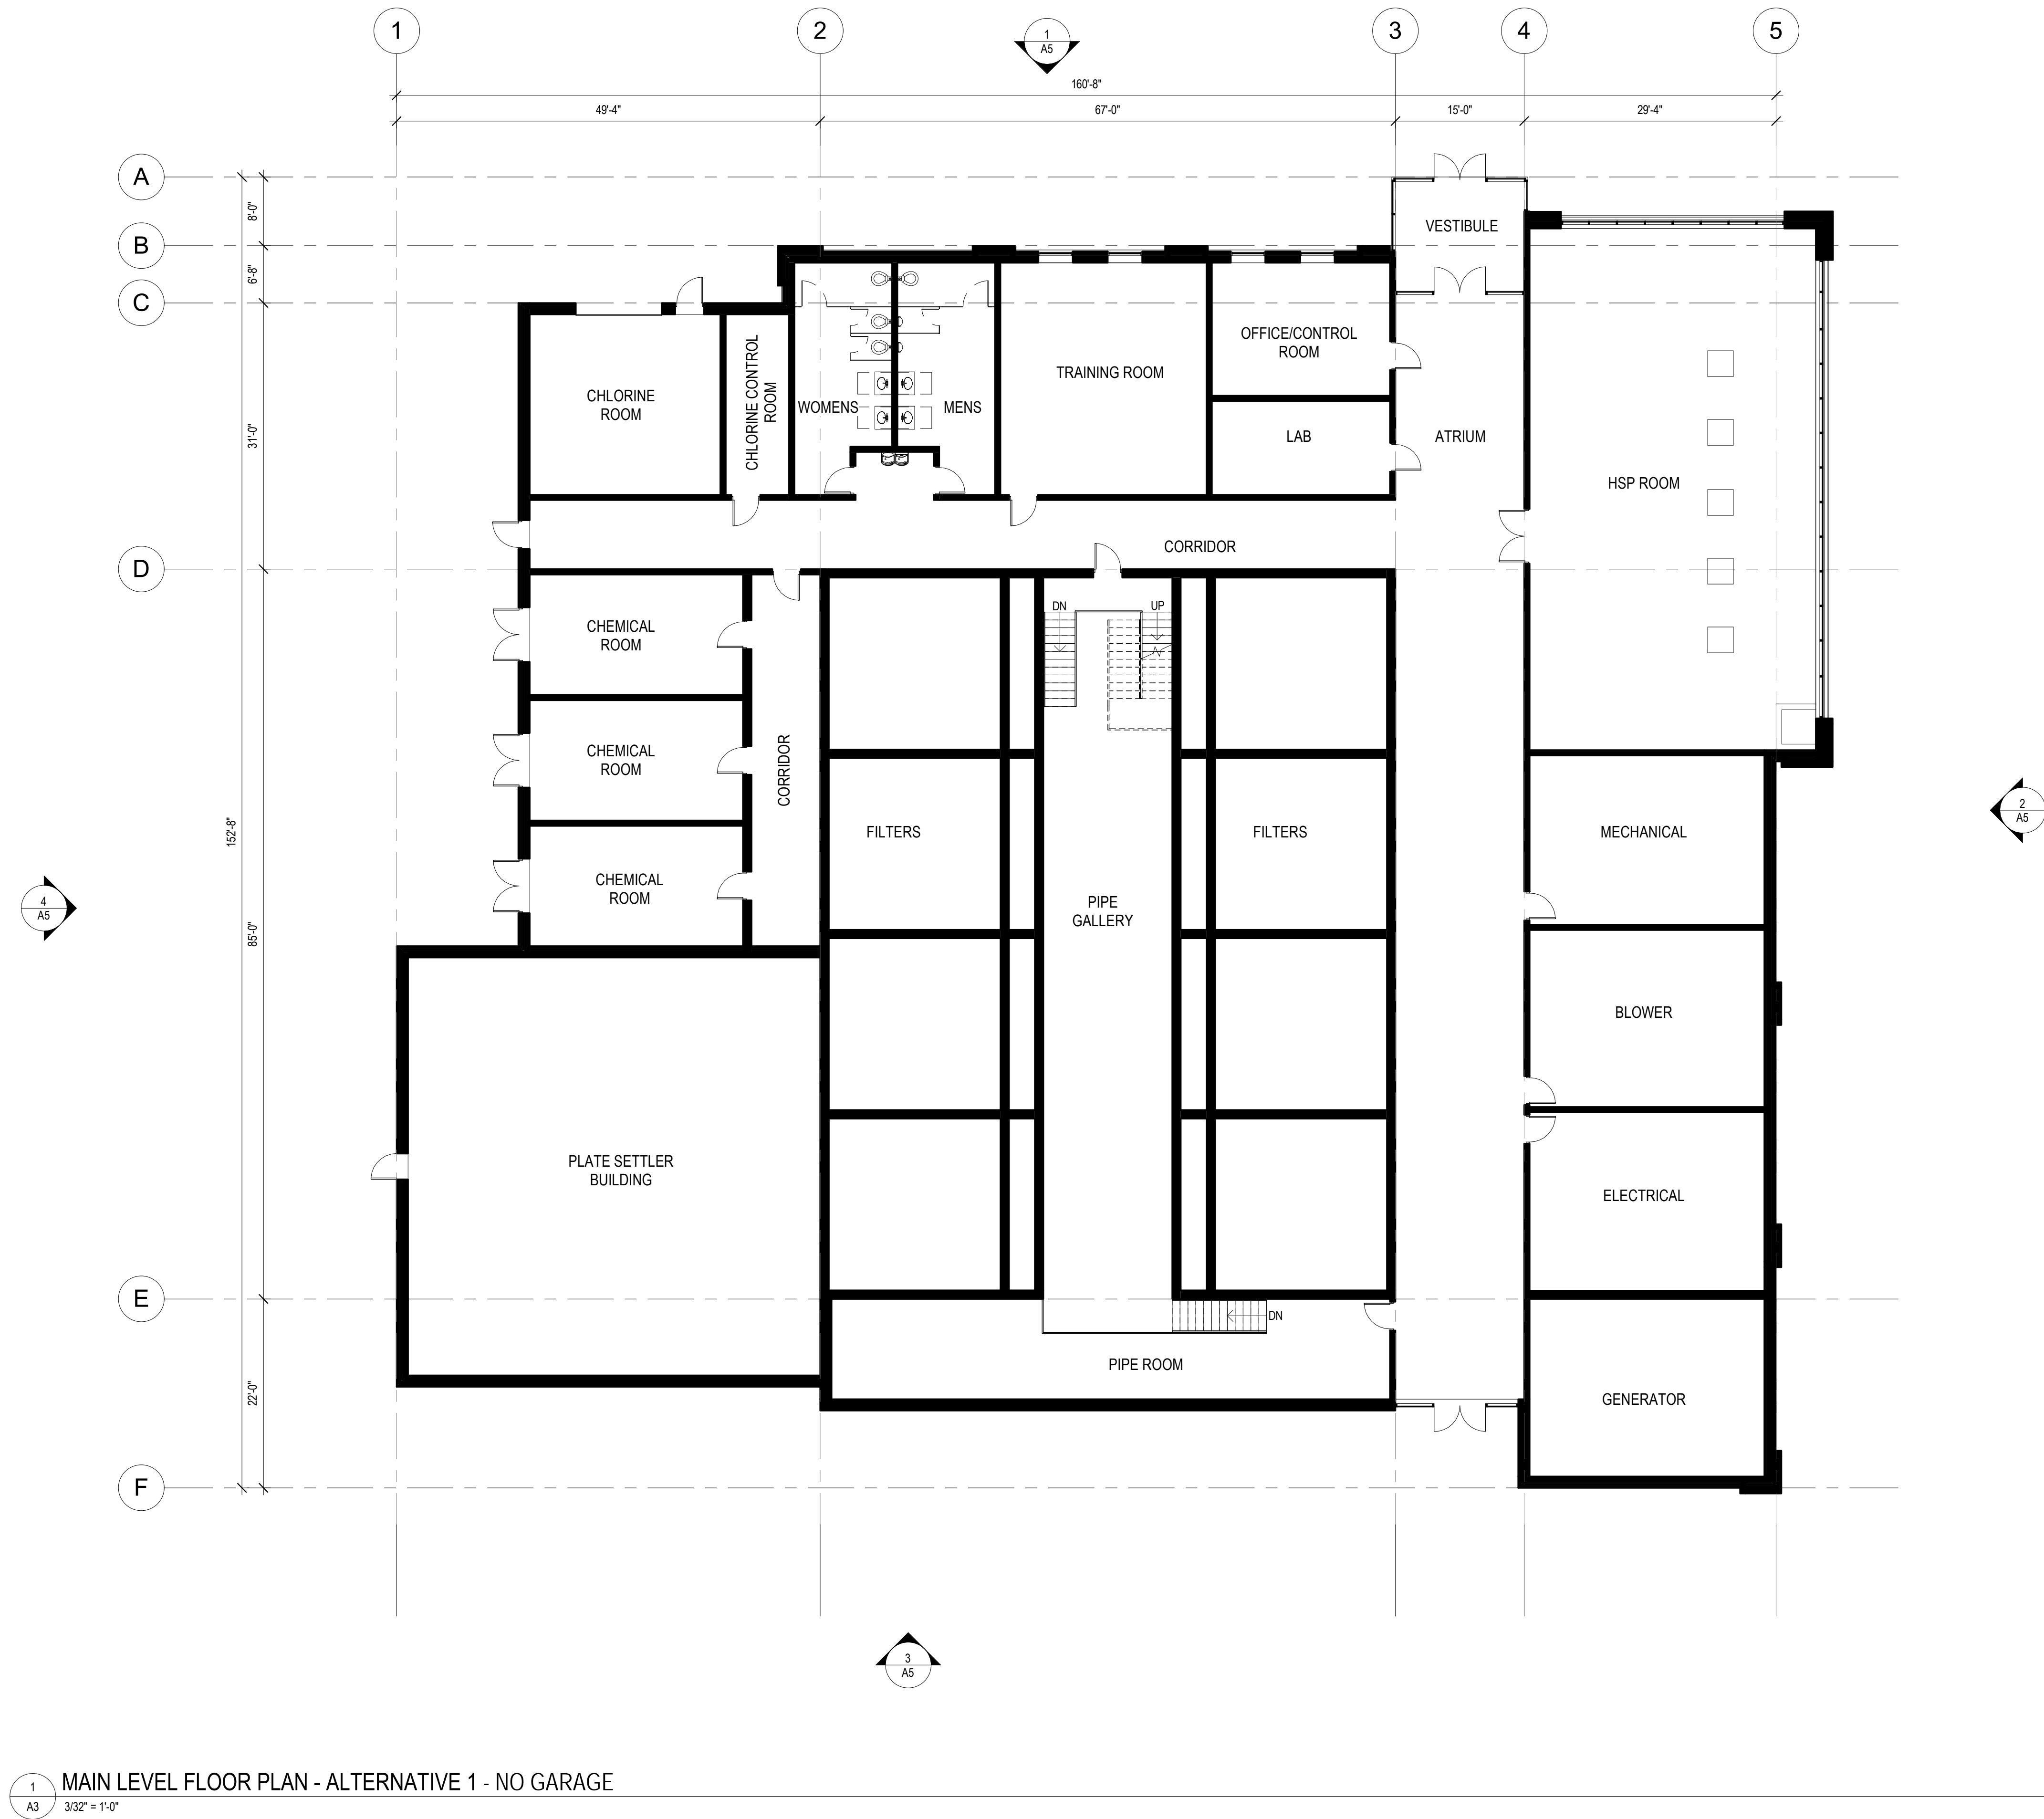 1
2
3
4
5
1
A5
160'-8"
49'-4"
67'-0"
15'-0"
29'-4"
A
B
C
D
E
F
8'-0"
6'-8"
31'-0"
152'-8"
85'-0"
22'-0"
VESTIBULE
OFFICE/CONTROL
ROOM
TRAINING ROOM
CHLORINE
ROOM
CHLORINE CONTROL
ROOM
WOMENS
MENS
LAB
ATRIUM
HSP ROOM
CORRIDOR
DN
UP
CHEMICAL
ROOM
CHEMICAL
ROOM
CORRIDOR
CHEMICAL
ROOM
FILTERS
FILTERS
MECHANICAL
2
A5
4
A5
PIPE
GALLERY
BLOWER
PLATE SETTLER
BUILDING
ELECTRICAL
DN
PIPE ROOM
GENERATOR
3
A5
1
A3
MAIN LEVEL FLOOR PLAN - ALTERNATIVE 1 - NO GARAGE
3/32" = 1'-0"